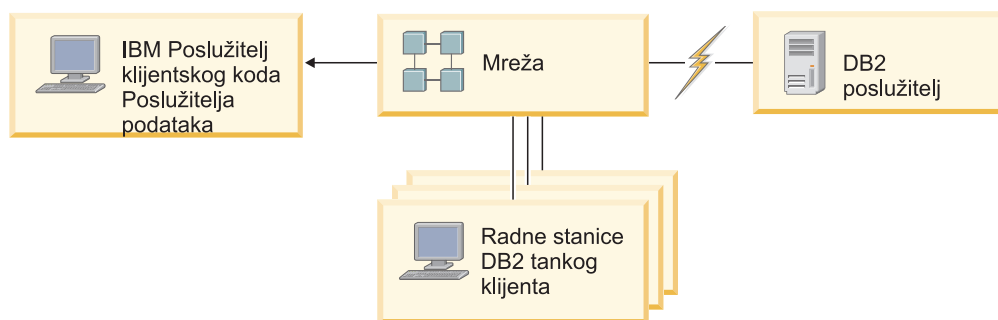 IBM Poslužitelj
klijentskog koda
Poslužitelja
podataka
Mreža
DB2
poslužitelj
Radne stanice
DB2 tankog
klijenta